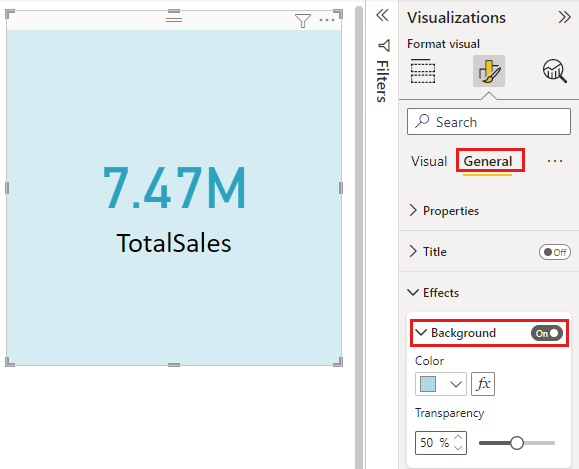 7.47M
TotalSales
Filters
Visualizations
Format visual
Search
Visual General
Properties
Title Off
Effects
Background On
Color
fx
Transparency
50 %